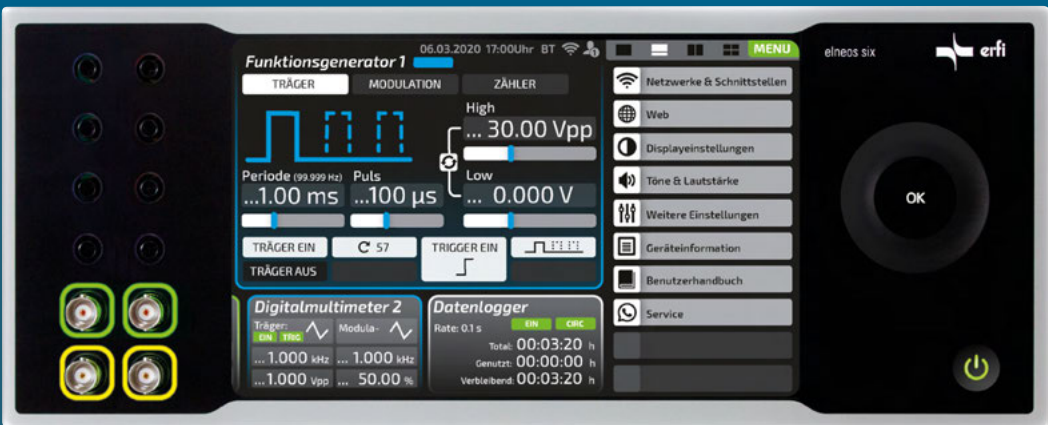 06.03.2020 17:00Uhr BT
MENU
elneos six
erfi
Funktionsgenerator 1
TRÄGER MODULATION ZÄHLER
High
... 30.00 Vpp
Periode (99.999 Hz) Puls Low
...1.00 ms ...100 µs ... 0.000 V
TRÄGER EIN 57 TRIGGER EIN
TRÄGER AUS
Digitalmultimeter 2
Träger: Modula-
EIN TRIG
... 1.000 kHz ... 1.000 kHz
... 1.000 Vpp ... 50.00 %
Datenlogger
Rate: 0.1 s EIN CIRC
Total: 00:03:20 h
Genutzt: 00:00:00 h
Verbleibend: 00:03:20 h
Netzwerke & Schnittstellen
Web
Displayeinstellungen
Töne & Lautstärke
Weitere Einstellungen
Geräteinformation
Benutzerhandbuch
Service
OK